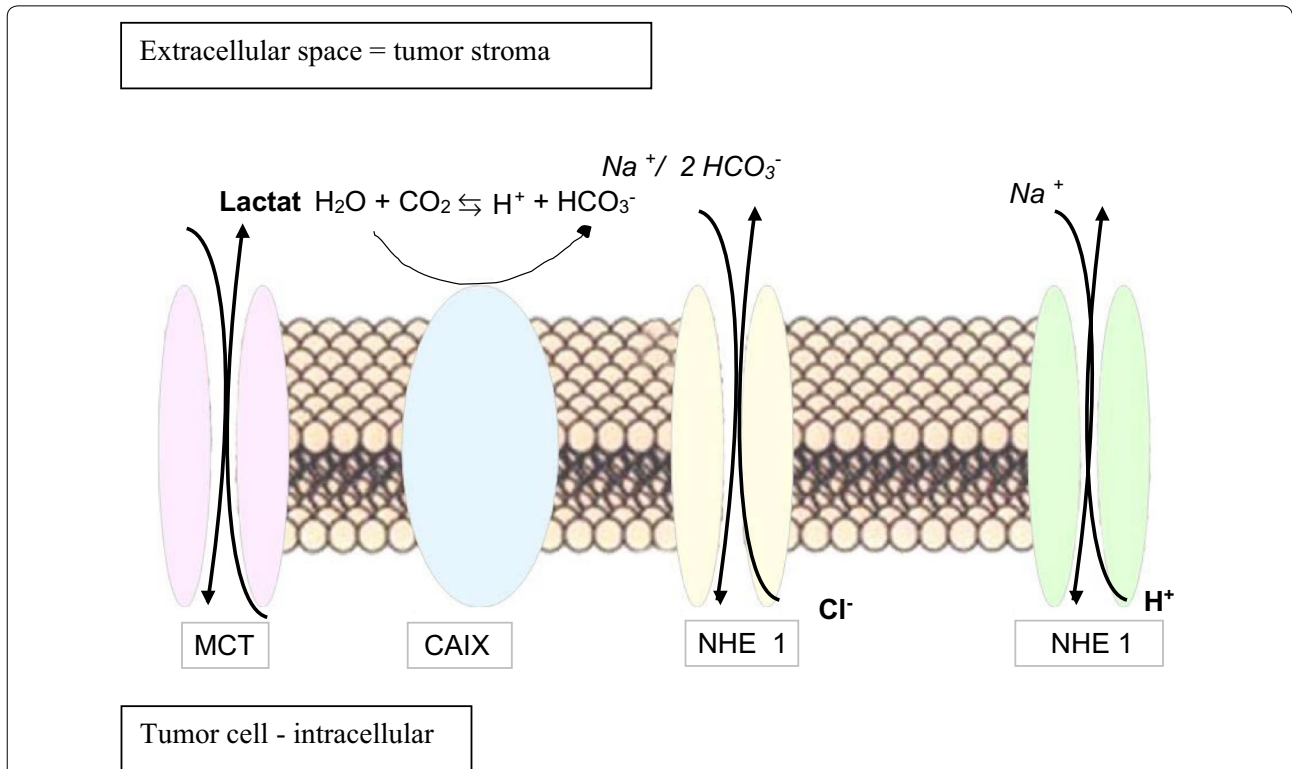 Extracellular space = tumor stroma
Na⁺/ 2 HCO₃⁻
Na⁺
Lactat H₂O + CO₂ ⇆ H⁺ + HCO₃⁻
Cl⁻
H⁺
MCT
CAIX
NHE 1
NHE 1
Tumor cell - intracellular